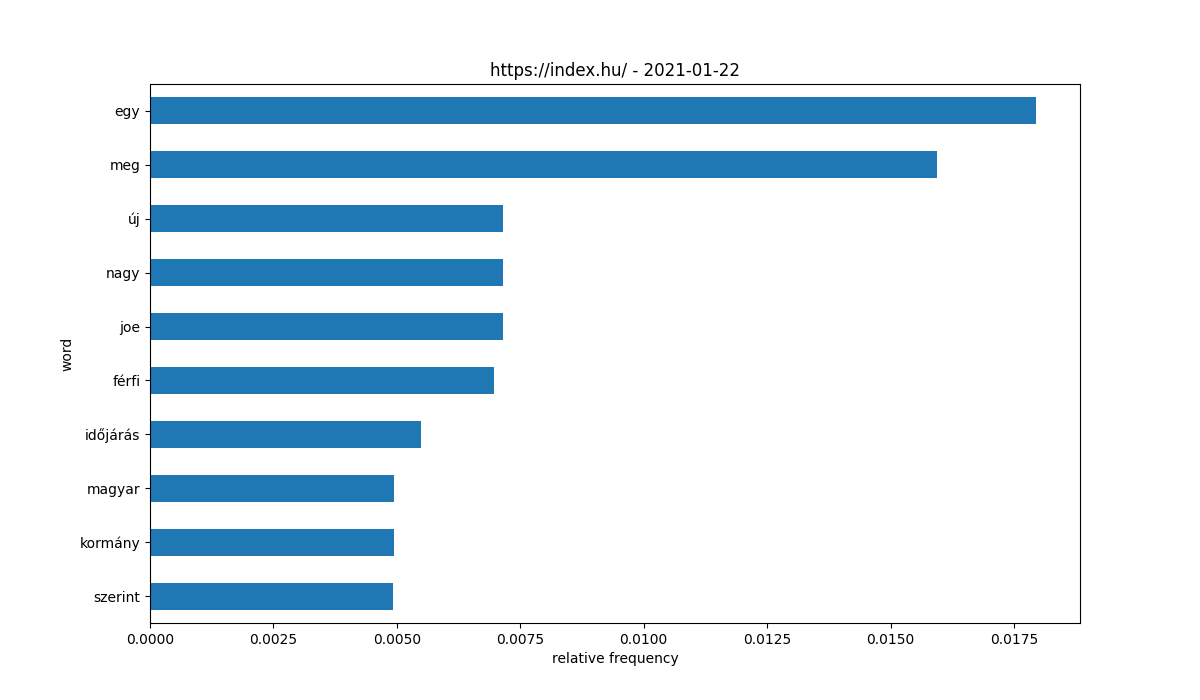 https://index.hu/ - 2021-01-22
egy
meg
új
nagy
joe
férfi
időjárás
magyar
kormány
szerint
word
0.0000 0.0025 0.0050 0.0075 0.0100 0.0125 0.0150 0.0175
relative frequency